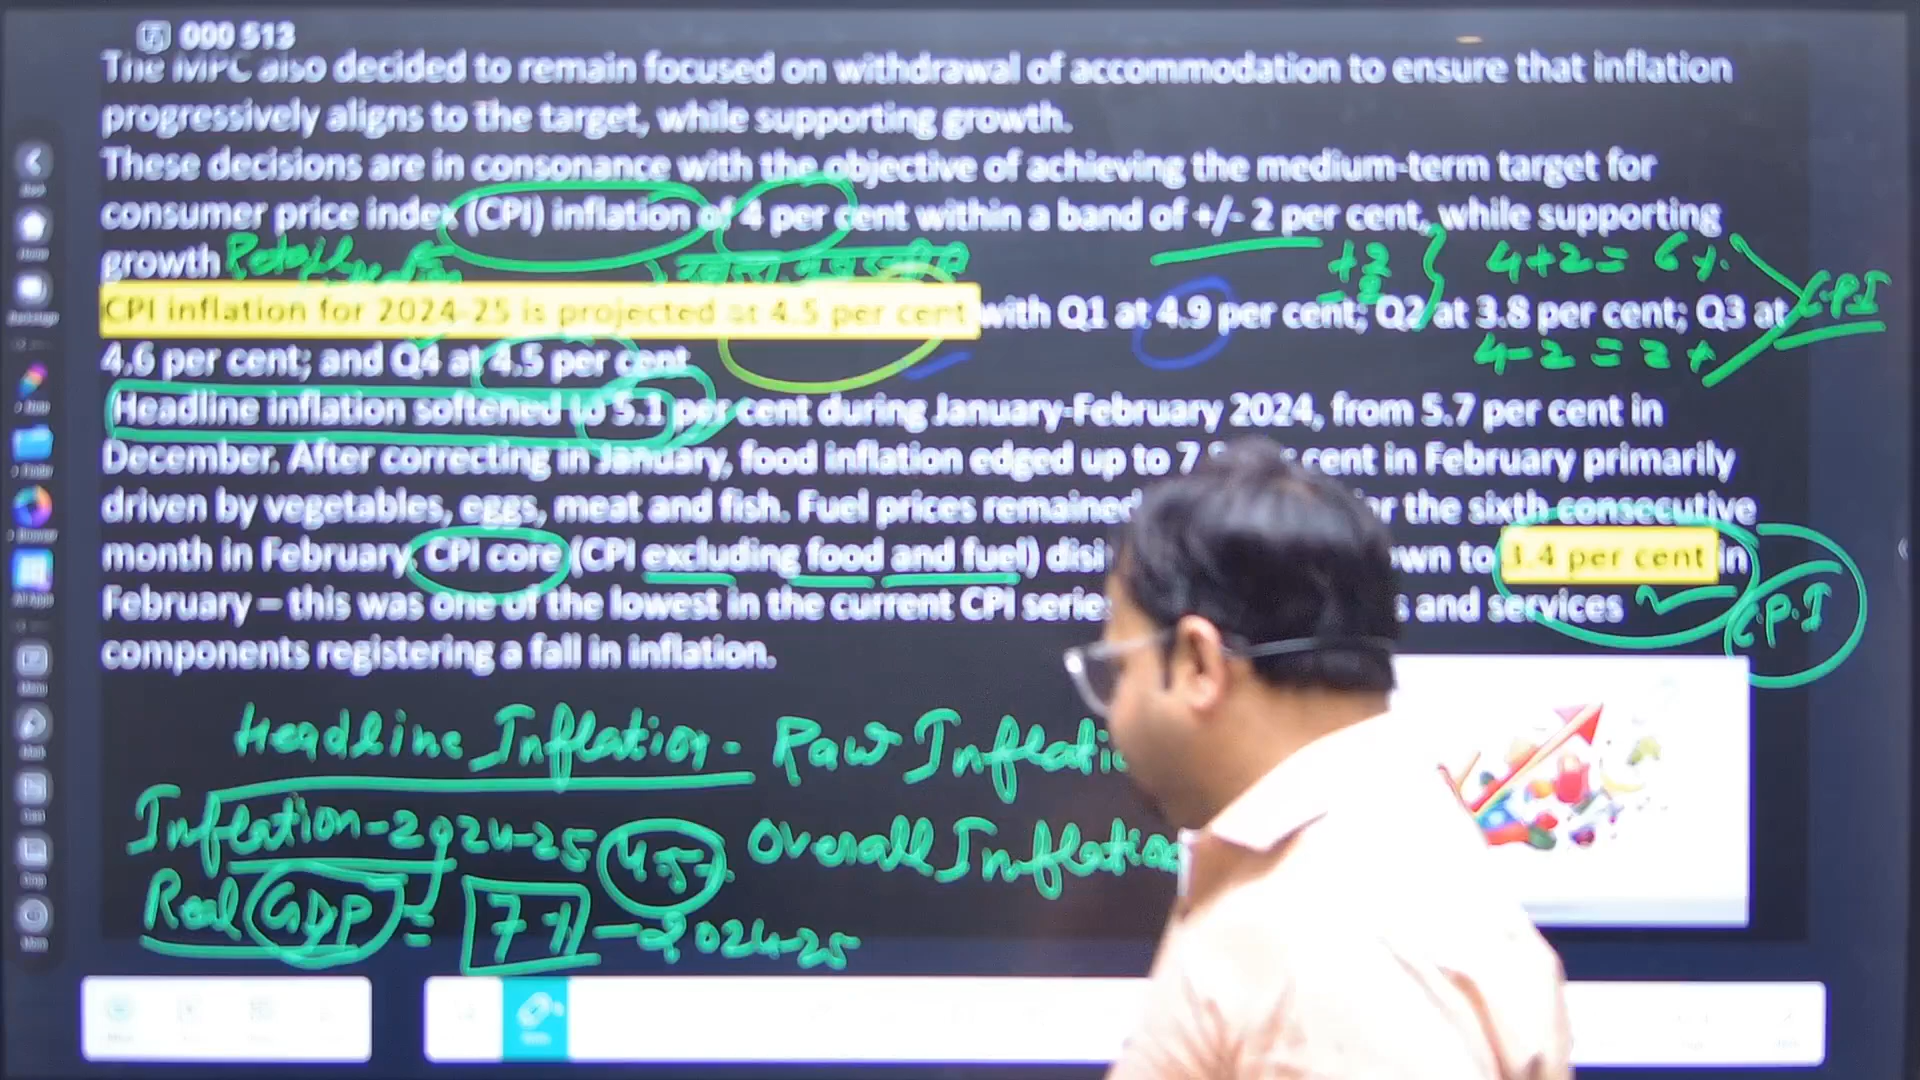 000 513
The MPC also decided to remain focused on withdrawal of accommodation to ensure that inflation
progressively aligns to the target, while supporting growth.
These decisions are in consonance with the objective of achieving the medium-term target for
consumer price index (CPI) inflation of 4 per cent within a band of +/- 2 per cent, while supporting
growth
+2
4+2= 6%
C.P.I
CPI inflation for 2024-25 is projected at 4.5 per cent with Q1 at 4.9 per cent; Q2 at 3.8 per cent; Q3 at
4-2 = 2
4.6 per cent; and Q4 at 4.5 per cent
Headline inflation softened to 5.1 per cent during January-February 2024, from 5.7 per cent in
December. After correcting in January, food inflation edged up to 7 cent in February primarily
driven by vegetables, eggs, meat and fish. Fuel prices remained the sixth consecutive
month in February CPI core (CPI excluding food and fuel) to 3.4 per cent in
February – this was one of the lowest in the current CPI and services
C.P.I
components registering a fall in inflation.
Headline Inflation - Raw
Inflation-2024-25 4.5 Overall Inflation
Real GDP = 7% - 2024-25